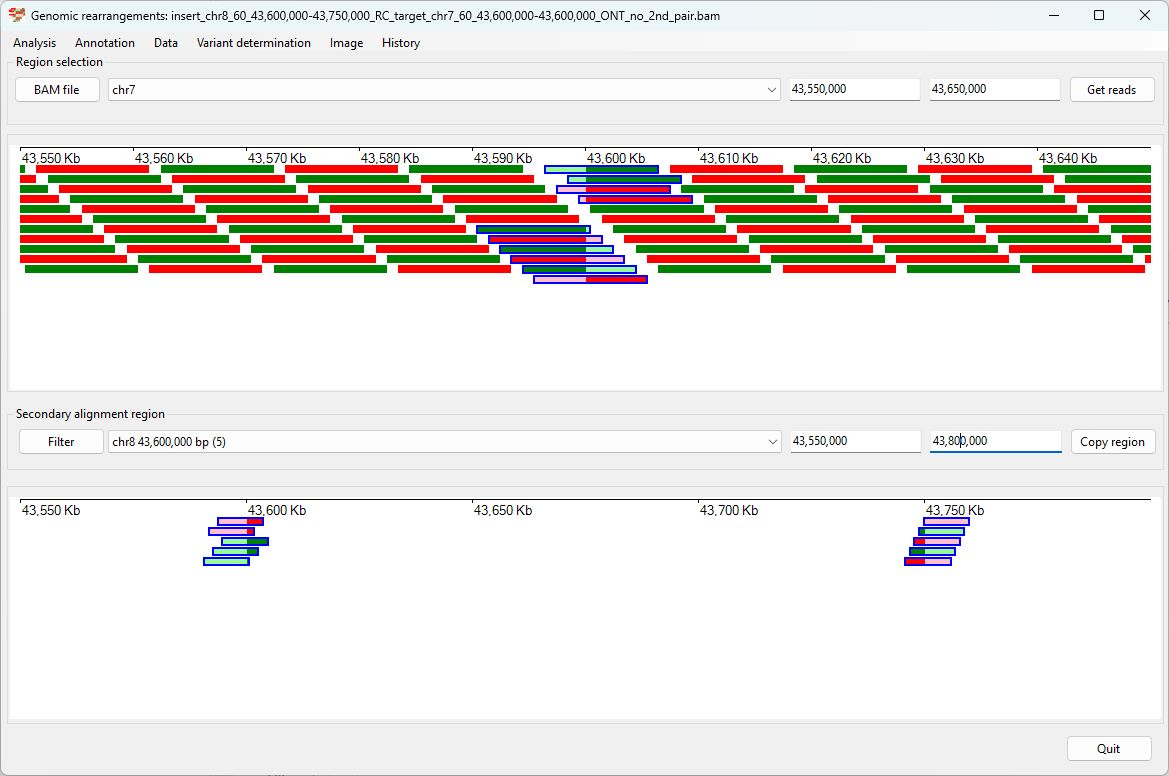 Genomic rearrangements: insert_chr8_60_43,600,000-43,750,000_RC_target_chr7_60_43,600,000-43,600,000_ONT_no_2nd_pair.bam
Analysis Annotation Data Variant determination Image History
Region selection
BAM file chr7 43,550,000 43,650,000 Get reads
43,550 Kb 43,560 Kb 43,570 Kb 43,580 Kb 43,590 Kb 43,600 Kb 43,610 Kb 43,620 Kb 43,630 Kb 43,640 Kb
Secondary alignment region
Filter chr8 43,600,000 bp (5) 43,550,000 43,800,000 Copy region
43,550 Kb 43,600 Kb 43,650 Kb 43,700 Kb 43,750 Kb
Quit